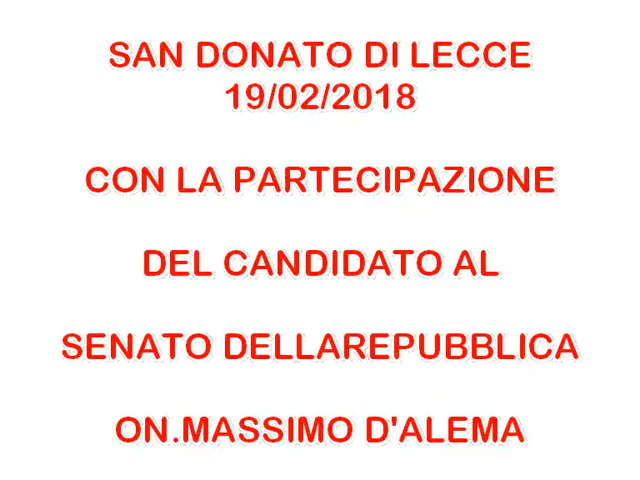 SAN DONATO DI LECCE
19/02/2018
CON LA PARTECIPAZIONE
DEL CANDIDATO AL
SENATO DELLAREPUBBLICA
ON.MASSIMO D'ALEMA